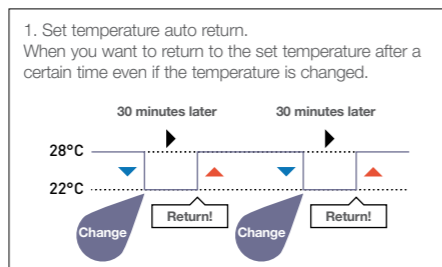 1. Set temperature auto return.
When you want to return to the set temperature after a
certain time even if the temperature is changed.
30 minutes later 30 minutes later
28°C
22°C
Change Return! Change Return!